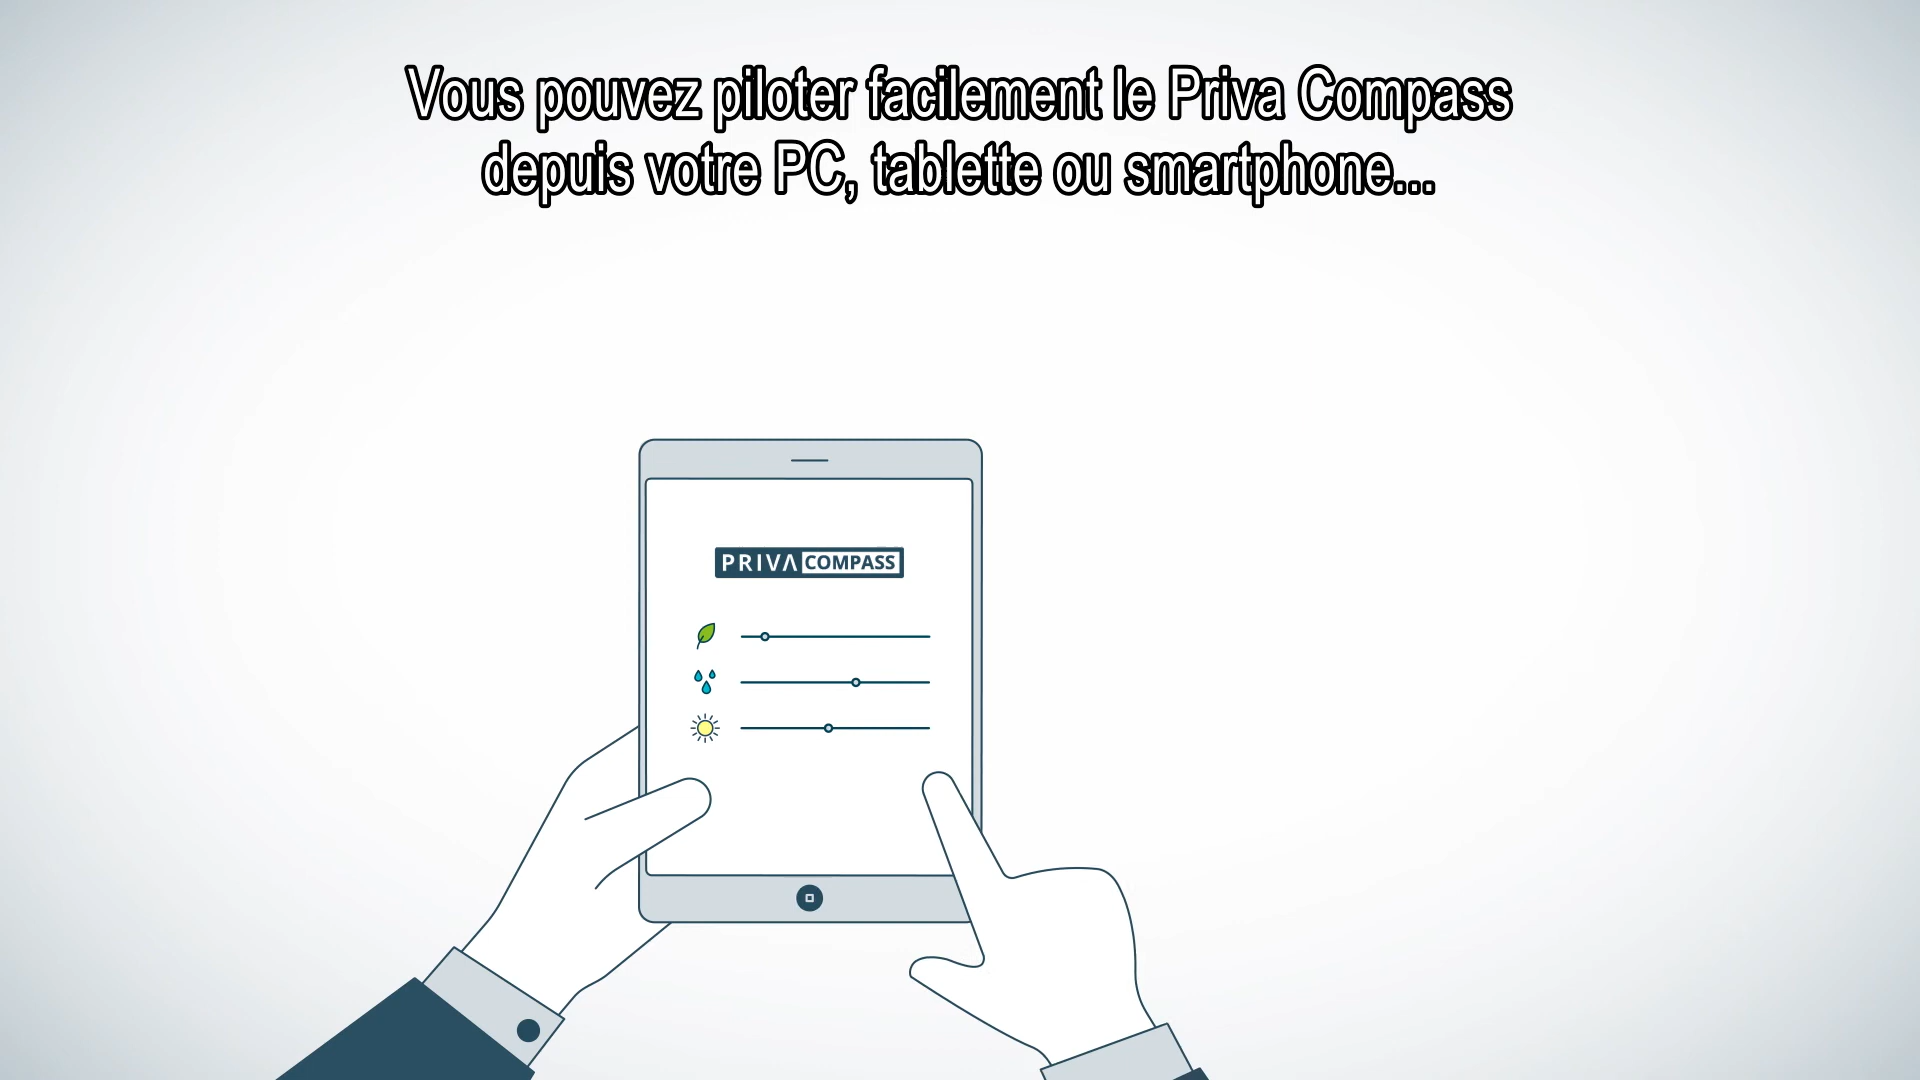 Vous pouvez piloter facilement le Priva Compass
depuis votre PC, tablette ou smartphone...
PRIVA COMPASS